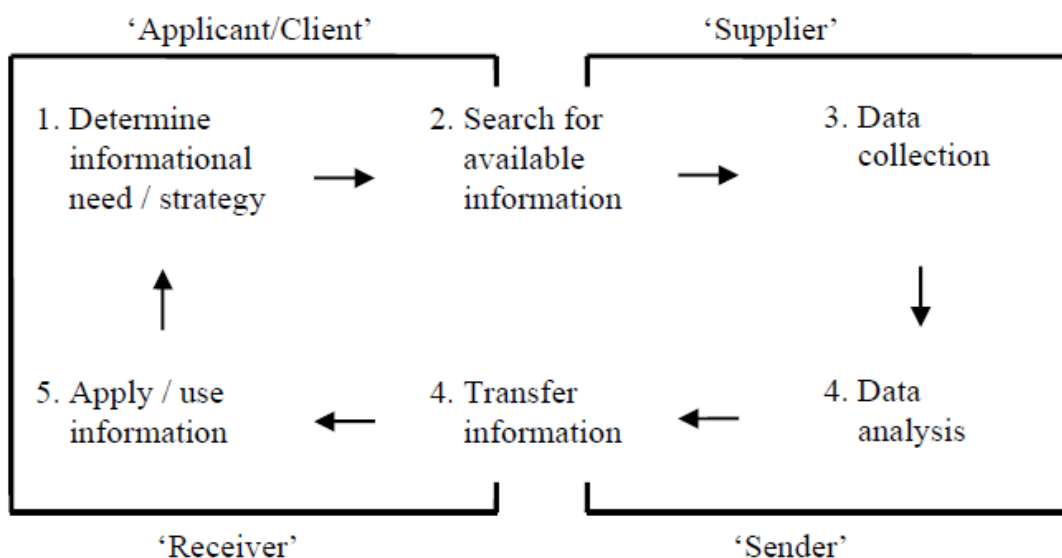 ‘Applicant/Client’
‘Supplier’
1. Determine
informational
need / strategy
2. Search for
available
information
3. Data
collection
5. Apply / use
information
4. Transfer
information
4. Data
analysis
‘Receiver’
‘Sender’